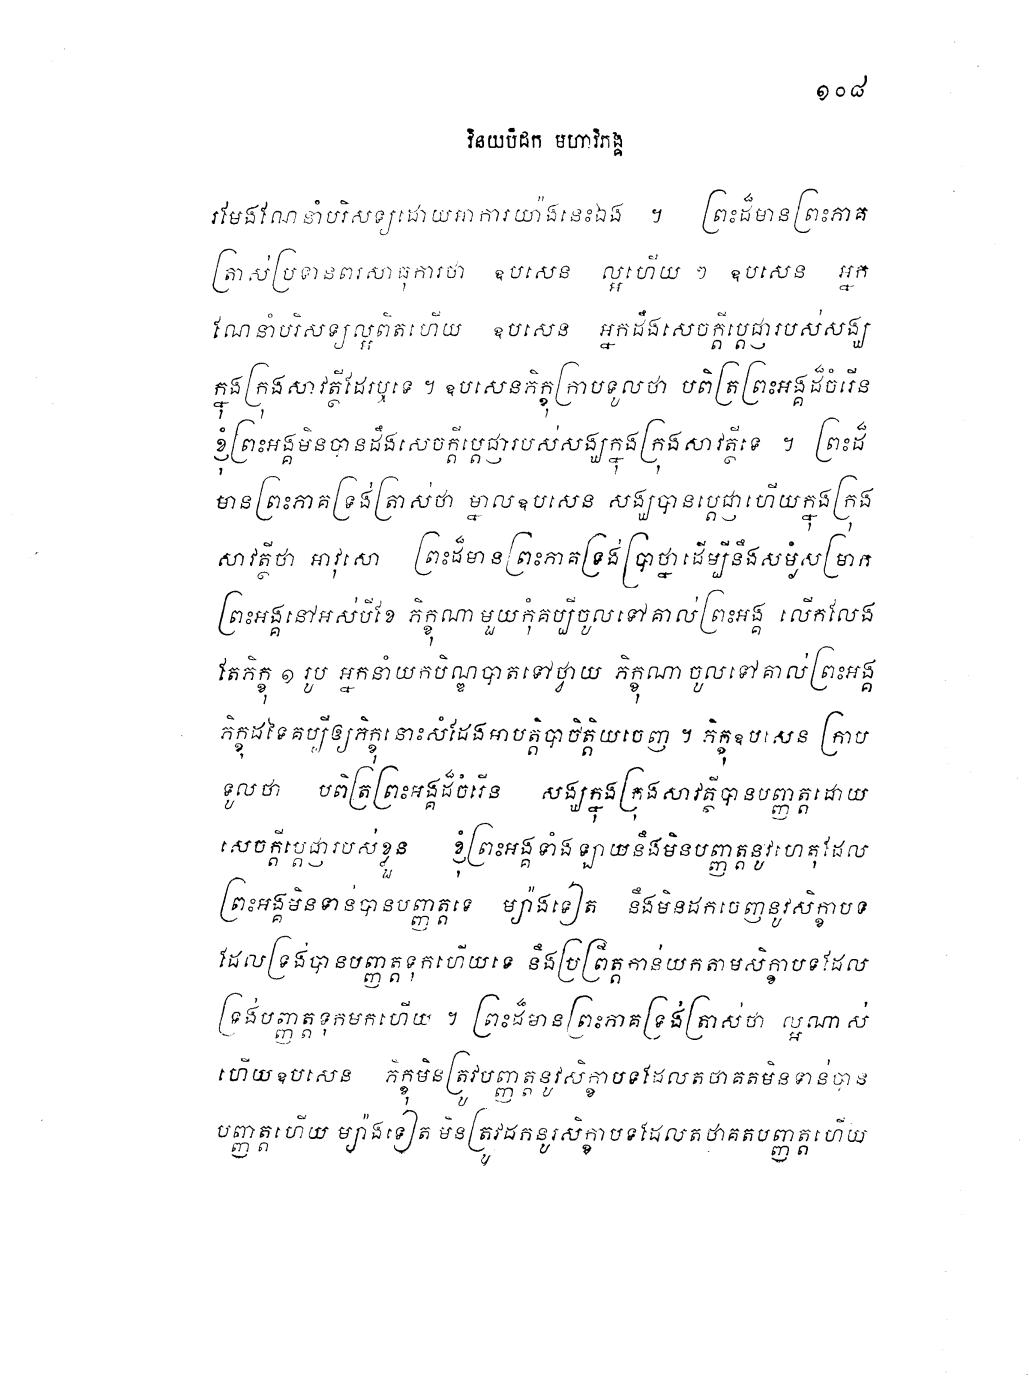 ១០៨
វិនយបិដក មហាវិភង្គ
រមែងណែនាំបរិសទ្យដោយអាការយ៉ាងនេះឯង ។ ព្រះដ៏មានព្រះភាគ
ត្រាស់ប្រទានពរសាធុការថា ឧបសេន ល្អហើយ ៗ ឧបសេន អ្នក
ណែនាំបរិសទ្យល្អពិតហើយ ឧបសេន អ្នកដឹងសេចក្តីប្តេជ្ញារបស់សង្ឃ
ក្នុងក្រុងសាវត្ថីដែរឬទេ ។ ឧបសេនភិក្ខុក្រាបទូលថា បពិត្រព្រះអង្គដ៏ចំរើន
ខ្ញុំព្រះអង្គមិនបានដឹងសេចក្តីប្តេជ្ញារបស់សង្ឃក្នុងក្រុងសាវត្ថីទេ ។ ព្រះដ៏
មានព្រះភាគទ្រង់ត្រាស់ថា ម្នាលឧបសេន សង្ឃបានប្តេជ្ញាហើយក្នុងក្រុង
សាវត្ថីថា អាវុសោ ព្រះដ៏មានព្រះភាគទ្រង់ប្រាថ្នាដើម្បីនឹងសម្ងំសម្រាក
ព្រះអង្គនៅអស់បីខែ ភិក្ខុណាមួយកុំគប្បីចូលទៅគាល់ព្រះអង្គ លើកលែង
តែភិក្ខុ ១ រូប អ្នកនាំយកបិណ្ឌបាតទៅថ្វាយ ភិក្ខុណាចូលទៅគាល់ព្រះអង្គ
ភិក្ខុដទៃគប្បីឲ្យភិក្ខុនោះសំដែងអាបត្តិបាចិត្តិយចេញ ។ ភិក្ខុឧបសេន ក្រាប
ទូលថា បពិត្រព្រះអង្គដ៏ចំរើន សង្ឃក្នុងក្រុងសាវត្ថីបានបញ្ញាត្តដោយ
សេចក្តីប្តេជ្ញារបស់ខ្លួន ខ្ញុំព្រះអង្គទាំងឡាយនឹងមិនបញ្ញាត្តនូវហេតុដែល
ព្រះអង្គមិនទាន់បានបញ្ញាត្តទេ ម្យ៉ាងទៀត នឹងមិនដកចេញនូវសិក្ខាបទ
ដែលទ្រង់បានបញ្ញាត្តទុកហើយទេ នឹងប្រព្រឹត្តកាន់យកតាមសិក្ខាបទដែល
ទ្រង់បញ្ញាត្តទុកមកហើយ ។ ព្រះដ៏មានព្រះភាគទ្រង់ត្រាស់ថា ល្អណាស់
ហើយឧបសេន ភិក្ខុមិនត្រូវបញ្ញាត្តនូវសិក្ខាបទដែលតថាគតមិនទាន់បាន
បញ្ញាត្តហើយ ម្យ៉ាងទៀត មិនត្រូវដកនូវសិក្ខាបទដែលតថាគតបញ្ញាត្តហើយ